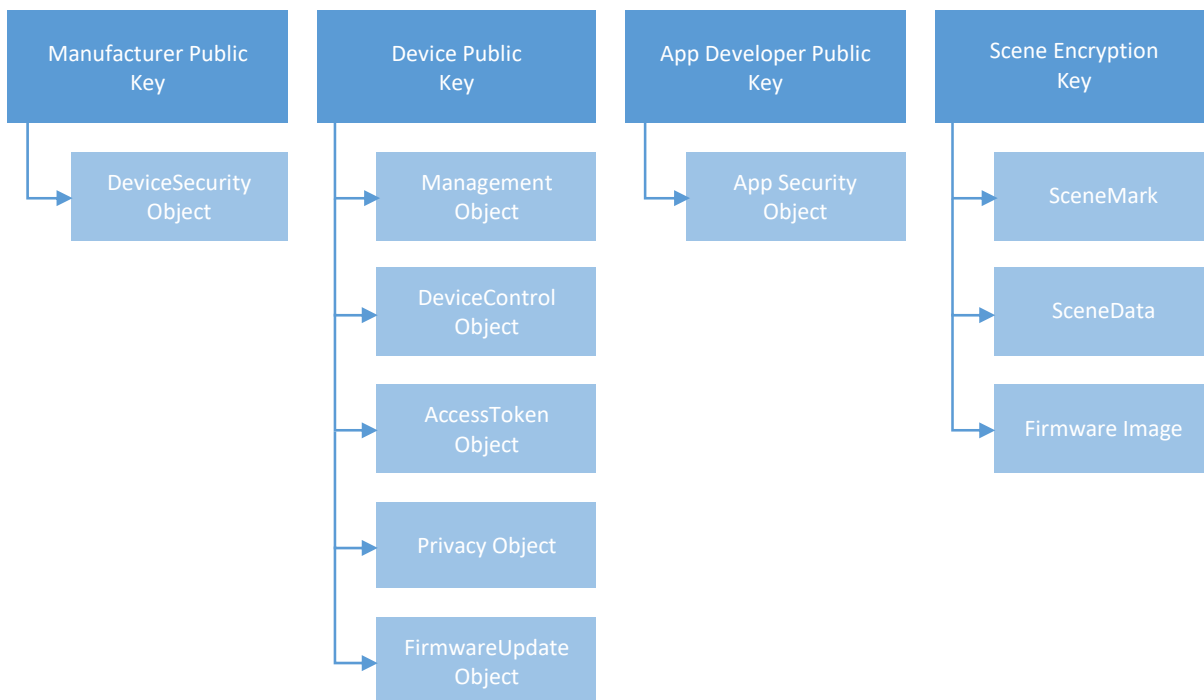 Manufacturer Public
Key
DeviceSecurity
Object
Device Public
Key
Management
Object
DeviceControl
Object
AccessToken
Object
Privacy Object
FirmwareUpdate
Object
App Developer Public
Key
App Security
Object
Scene Encryption
Key
SceneMark
SceneData
Firmware Image